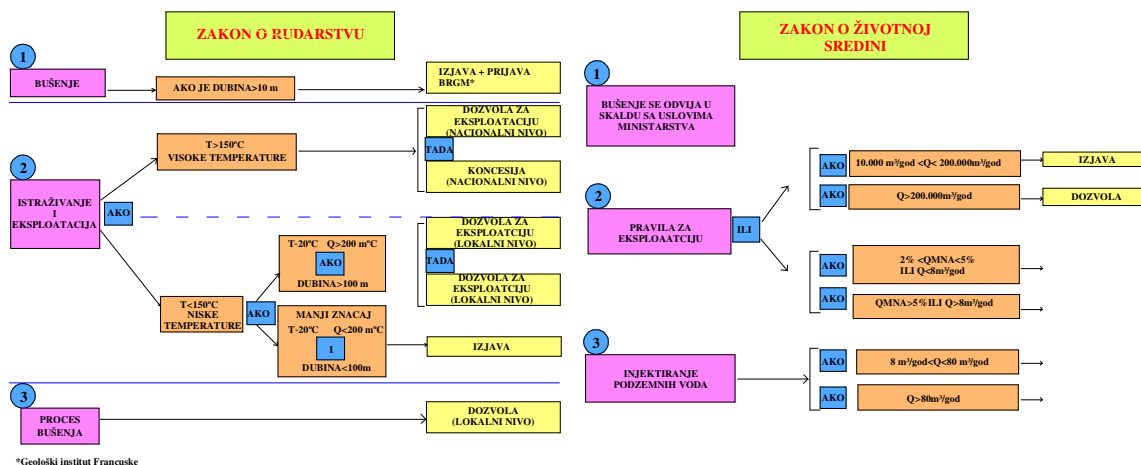 ZAKON O RUDARSTVU
1
BUŠENJE
AKO JE DUBINA>10 m
IZJAVA + PRIJAVA
BRGM*
2
ISTRAŽIVANJE
I
EKSPLOATACIJA
AKO
T>150ºC
VISOKE TEMPERATURE
DOZVOLA ZA
EKSPLOATACIJU
(NACIONALNI NIVO)
TADA
KONCESIJA
(NACIONALNI NIVO)
T<150ºC
NISKE
TEMPERATURE
AKO
T-20ºC Q>200 mºC
AKO
DUBINA>100 m
DOZVOLA ZA
EKSPLOATCIJU
(LOKALNI NIVO)
TADA
DOZVOLA ZA
EKSPLOATCIJU
(LOKALNI NIVO)
MANJI ZNACAJ
T-20ºC Q<200 mºC
I
DUBINA<100m
IZJAVA
3
PROCES
BUŠENJA
DOZVOLA
(LOKALNI NIVO)
*Geološki institut Francuske
ZAKON O ŽIVOTNOJ
SREDINI
1
BUŠENJE SE ODVIJA U
SKALDU SA USLOVIMA
MINISTARSTVA
2
PRAVILA ZA
EKSPLOAATCIJU
ILI
AKO
10.000 m³/god <Q< 200.000m³/god
IZJAVA
AKO
Q>200.000m³/god
DOZVOLA
AKO
2% <QMNA<5%
ILI Q<8m³/god
AKO
QMNA>5%ILI Q>8m³/god
3
INJEKTIRANJE
PODZEMNIH VODA
AKO
8 m³/god<Q<80 m³/god
AKO
Q>80m³/god